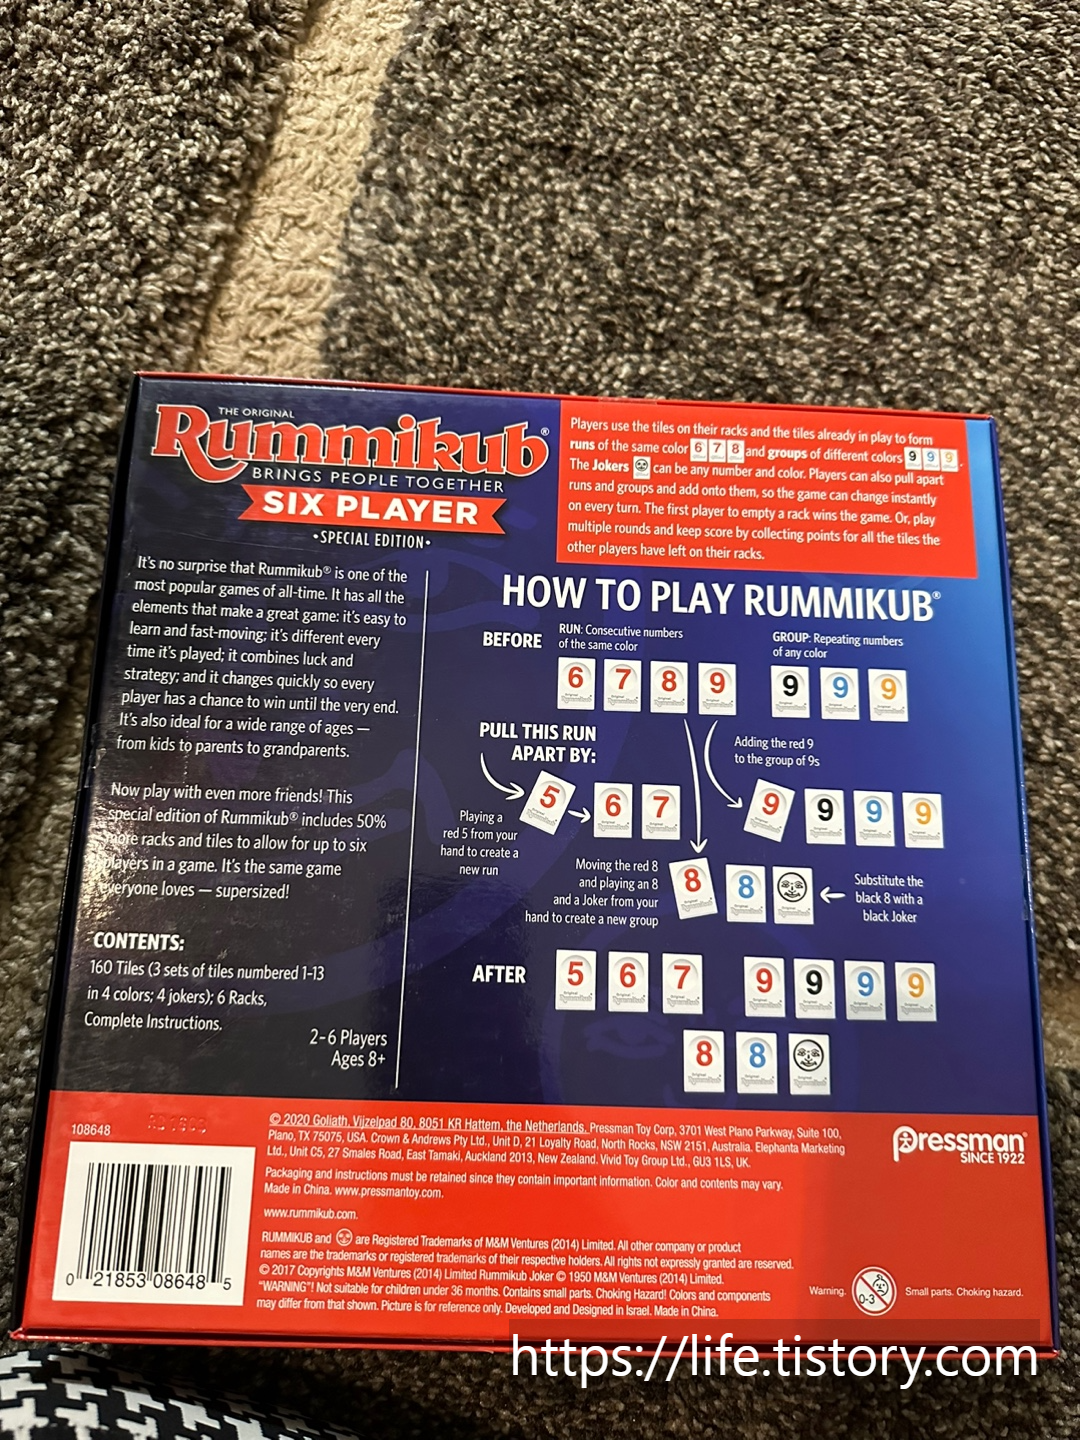 THE ORIGINAL
Rummikub®
BRINGS PEOPLE TOGETHER
SIX PLAYER
•SPECIAL EDITION•
Players use the tiles on their racks and the tiles already in play to form
runs of the same color 6 7 8 and groups of different colors 9 9 9.
The Jokers can be any number and color. Players can also pull apart
runs and groups and add onto them, so the game can change instantly
on every turn. The first player to empty a rack wins the game. Or, play
multiple rounds and keep score by collecting points for all the tiles the
other players have left on their racks.
It's no surprise that Rummikub® is one of the
most popular games of all-time. It has all the
elements that make a great game: it's easy to
learn and fast-moving; it's different every
time it's played; it combines luck and
strategy; and it changes quickly so every
player has a chance to win until the very end.
It's also ideal for a wide range of ages —
from kids to parents to grandparents.
Now play with even more friends! This
special edition of Rummikub® includes 50%
more racks and tiles to allow for up to six
players in a game. It's the same game
everyone loves — supersized!
CONTENTS:
160 Tiles (3 sets of tiles numbered 1-13
in 4 colors; 4 jokers); 6 Racks,
Complete Instructions.
2-6 Players
Ages 8+
HOW TO PLAY RUMMIKUB®
BEFORE
RUN: Consecutive numbers
of the same color
GROUP: Repeating numbers
of any color
6 7 8 9
9 9 9
PULL THIS RUN
APART BY:
Adding the red 9
to the group of 9s
5 6 7
9 9 9 9
Playing a
red 5 from your
hand to create a
new run
Moving the red 8
and playing an 8
and a Joker from your
hand to create a new group
8 8
Substitute the
black 8 with a
black Joker
AFTER
5 6 7
9 9 9 9
8 8
108648
0 21853 08648 5
© 2020 Goliath, Vijzelpad 80, 8051 KR Hattem, the Netherlands. Pressman Toy Corp, 3701 West Plano Parkway, Suite 100,
Plano, TX 75075, USA. Crown & Andrews Pty Ltd., Unit D, 21 Loyalty Road, North Rocks, NSW 2151, Australia. Elephanta Marketing
Ltd., Unit C5, 27 Smales Road, East Tamaki, Auckland 2013, New Zealand. Vivid Toy Group Ltd., GU3 1LS, UK.
Packaging and instructions must be retained since they contain important information. Color and contents may vary.
Made in China. www.pressmantoy.com.
www.rummikub.com.
RUMMIKUB and are Registered Trademarks of M&M Ventures (2014) Limited. All other company or product
names are the trademarks or registered trademarks of their respective holders. All rights not expressly granted are reserved.
© 2017 Copyrights M&M Ventures (2014) Limited Rummikub Joker © 1950 M&M Ventures (2014) Limited.
"WARNING"! Not suitable for children under 36 months. Contains small parts. Choking Hazard! Colors and components
may differ from that shown. Picture is for reference only. Developed and Designed in Israel. Made in China.
pressman®
SINCE 1922
Warning.
0-3
Small parts. Choking hazard.
https://life.tistory.com